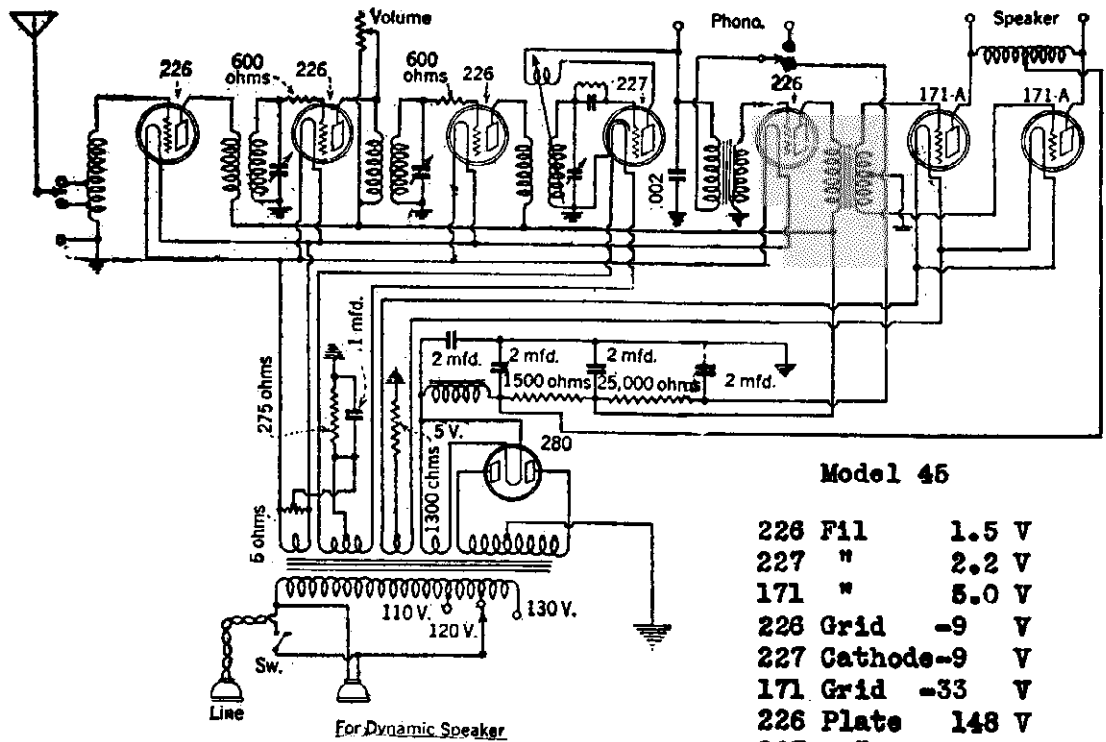 Volume
Phono.
Speaker
226
600
ohms
226
600
ohms
226
227
226
171-A
171-A
.002
.1 mfd.
275 ohms
2 mfd.
2 mfd.
2 mfd.
2 mfd.
1500 ohms
25,000 ohms
5 V.
1300 ohms
280
5 ohms
110 V.
120 V.
130 V.
Sw.
Line
For Dynamic Speaker
Model 45
226 Fil 1.5 V
227 " 2.2 V
171 " 5.0 V
226 Grid -9 V
227 Cathode-9 V
171 Grid -33 V
226 Plate 148 V